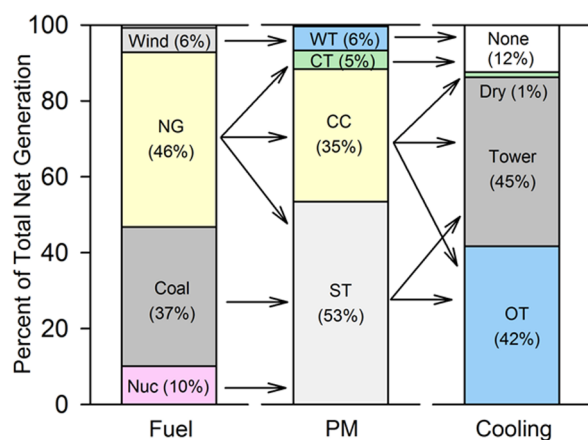 Percent of Total Net Generation
100
80
60
40
20
0
Wind (6%)
NG
(46%)
Coal
(37%)
Nuc (10%)
WT (6%)
CT (5%)
CC
(35%)
ST
(53%)
None
(12%)
Dry (1%)
Tower
(45%)
OT
(42%)
Fuel
PM
Cooling